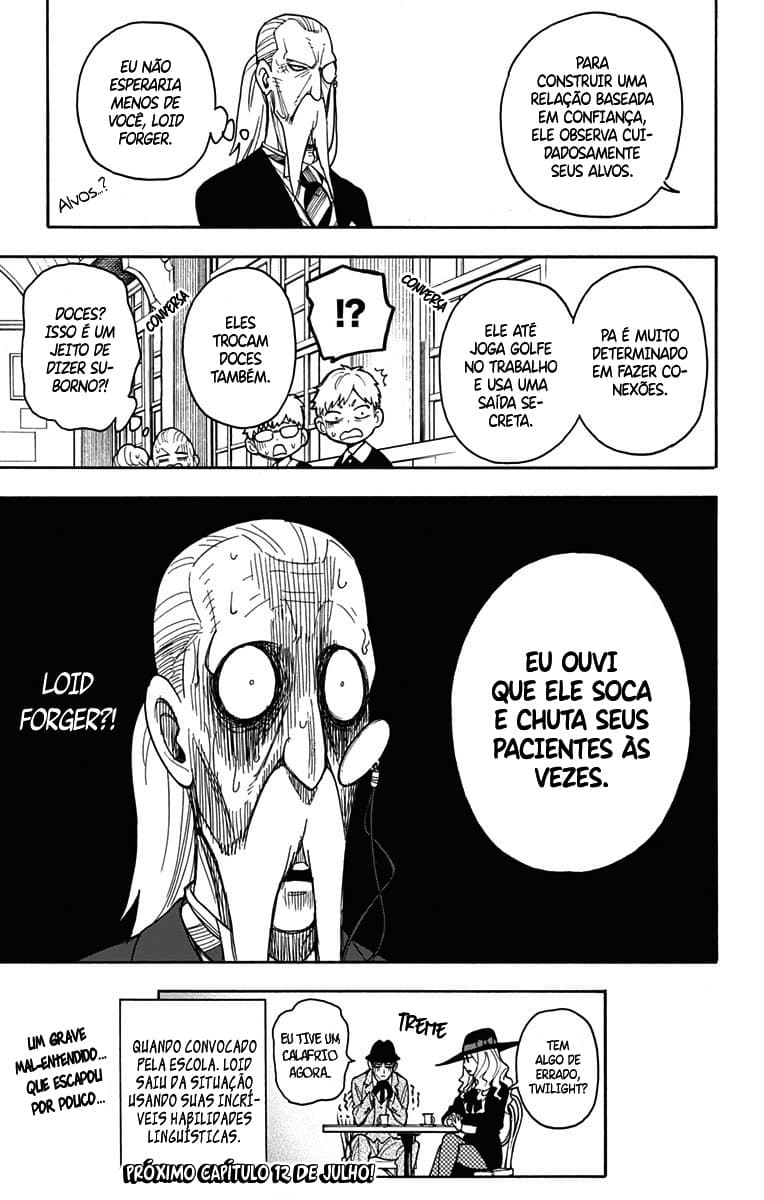 PARA
CONSTRUIR UMA
RELAÇÃO BASEADA
EM CONFIANÇA,
ELE OBSERVA CUI-
DADOSAMENTE
SEUS ALVOS.
EU NÃO
ESPERARIA
MENOS DE
VOCÊ, LOID
FORGER.
Alvos...?
PA É MUITO
DETERMINADO
EM FAZER CO-
NEXÕES.
ELE ATÉ
JOGA GOLFE
NO TRABALHO
E USA UMA
SAÍDA SE-
CRETA.
CONVERSA
!?
ELES
TROCAM
DOCES
TAMBÉM.
CONVERSA
DOCES?
ISSO É UM
JEITO DE
DIZER SU-
BORNO?!
EU OUVI
QUE ELE SOCA
E CHUTA SEUS
PACIENTES ÀS
VEZES.
LOID
FORGER?!
TEM
ALGO DE
ERRADO,
TWILIGHT?
TREME
EU TIVE UM
CALAFRIO
AGORA.
QUANDO CONVOCADO
PELA ESCOLA. LOID
SAIU DA SITUAÇÃO
USANDO SUAS INCRÍ-
VEIS HABILIDADES
LINGUÍSTICAS.
UM GRAVE
MAL-ENTENDIDO...
QUE ESCAPOU
POR POUCO...
PRÓXIMO CAPÍTULO 12 DE JULHO!